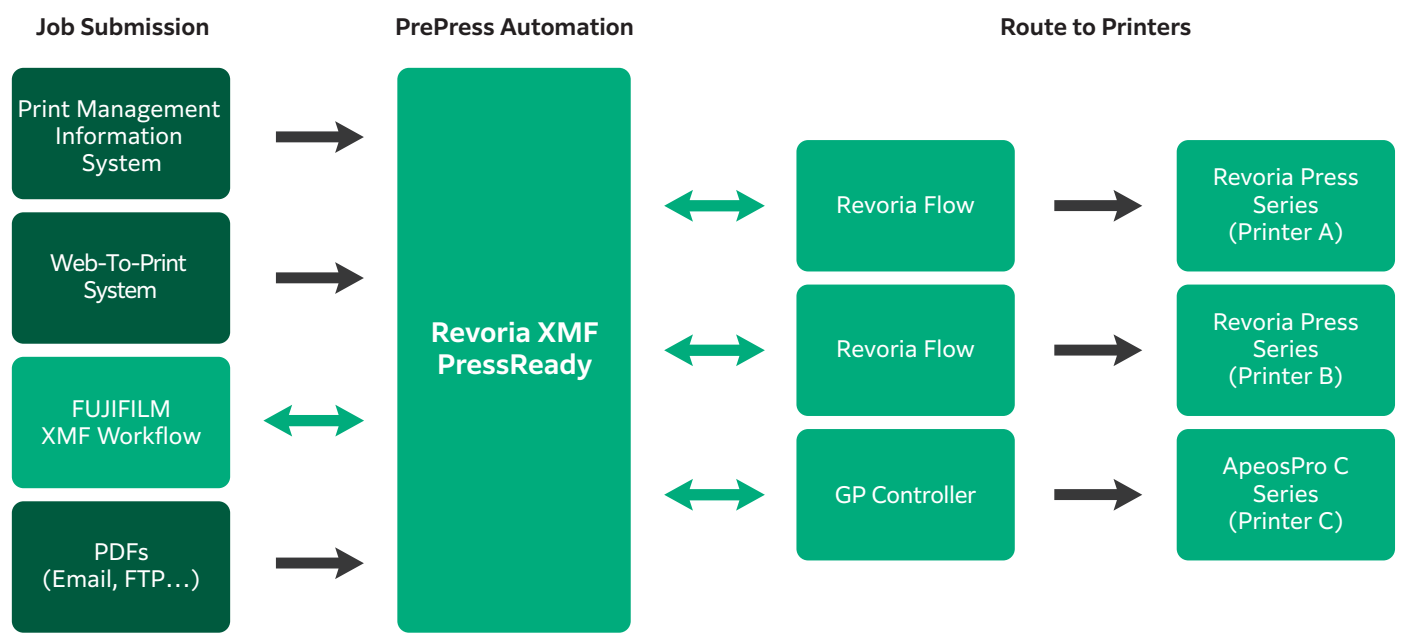 Job Submission
PrePress Automation
Route to Printers
Print Management
Information
System
Web-To-Print
System
FUJIFILM
XMF Workflow
PDFs
(Email, FTP...)
Revoria XMF
PressReady
Revoria Flow
Revoria Press
Series
(Printer A)
Revoria Flow
Revoria Press
Series
(Printer B)
GP Controller
ApeosPro C
Series
(Printer C)